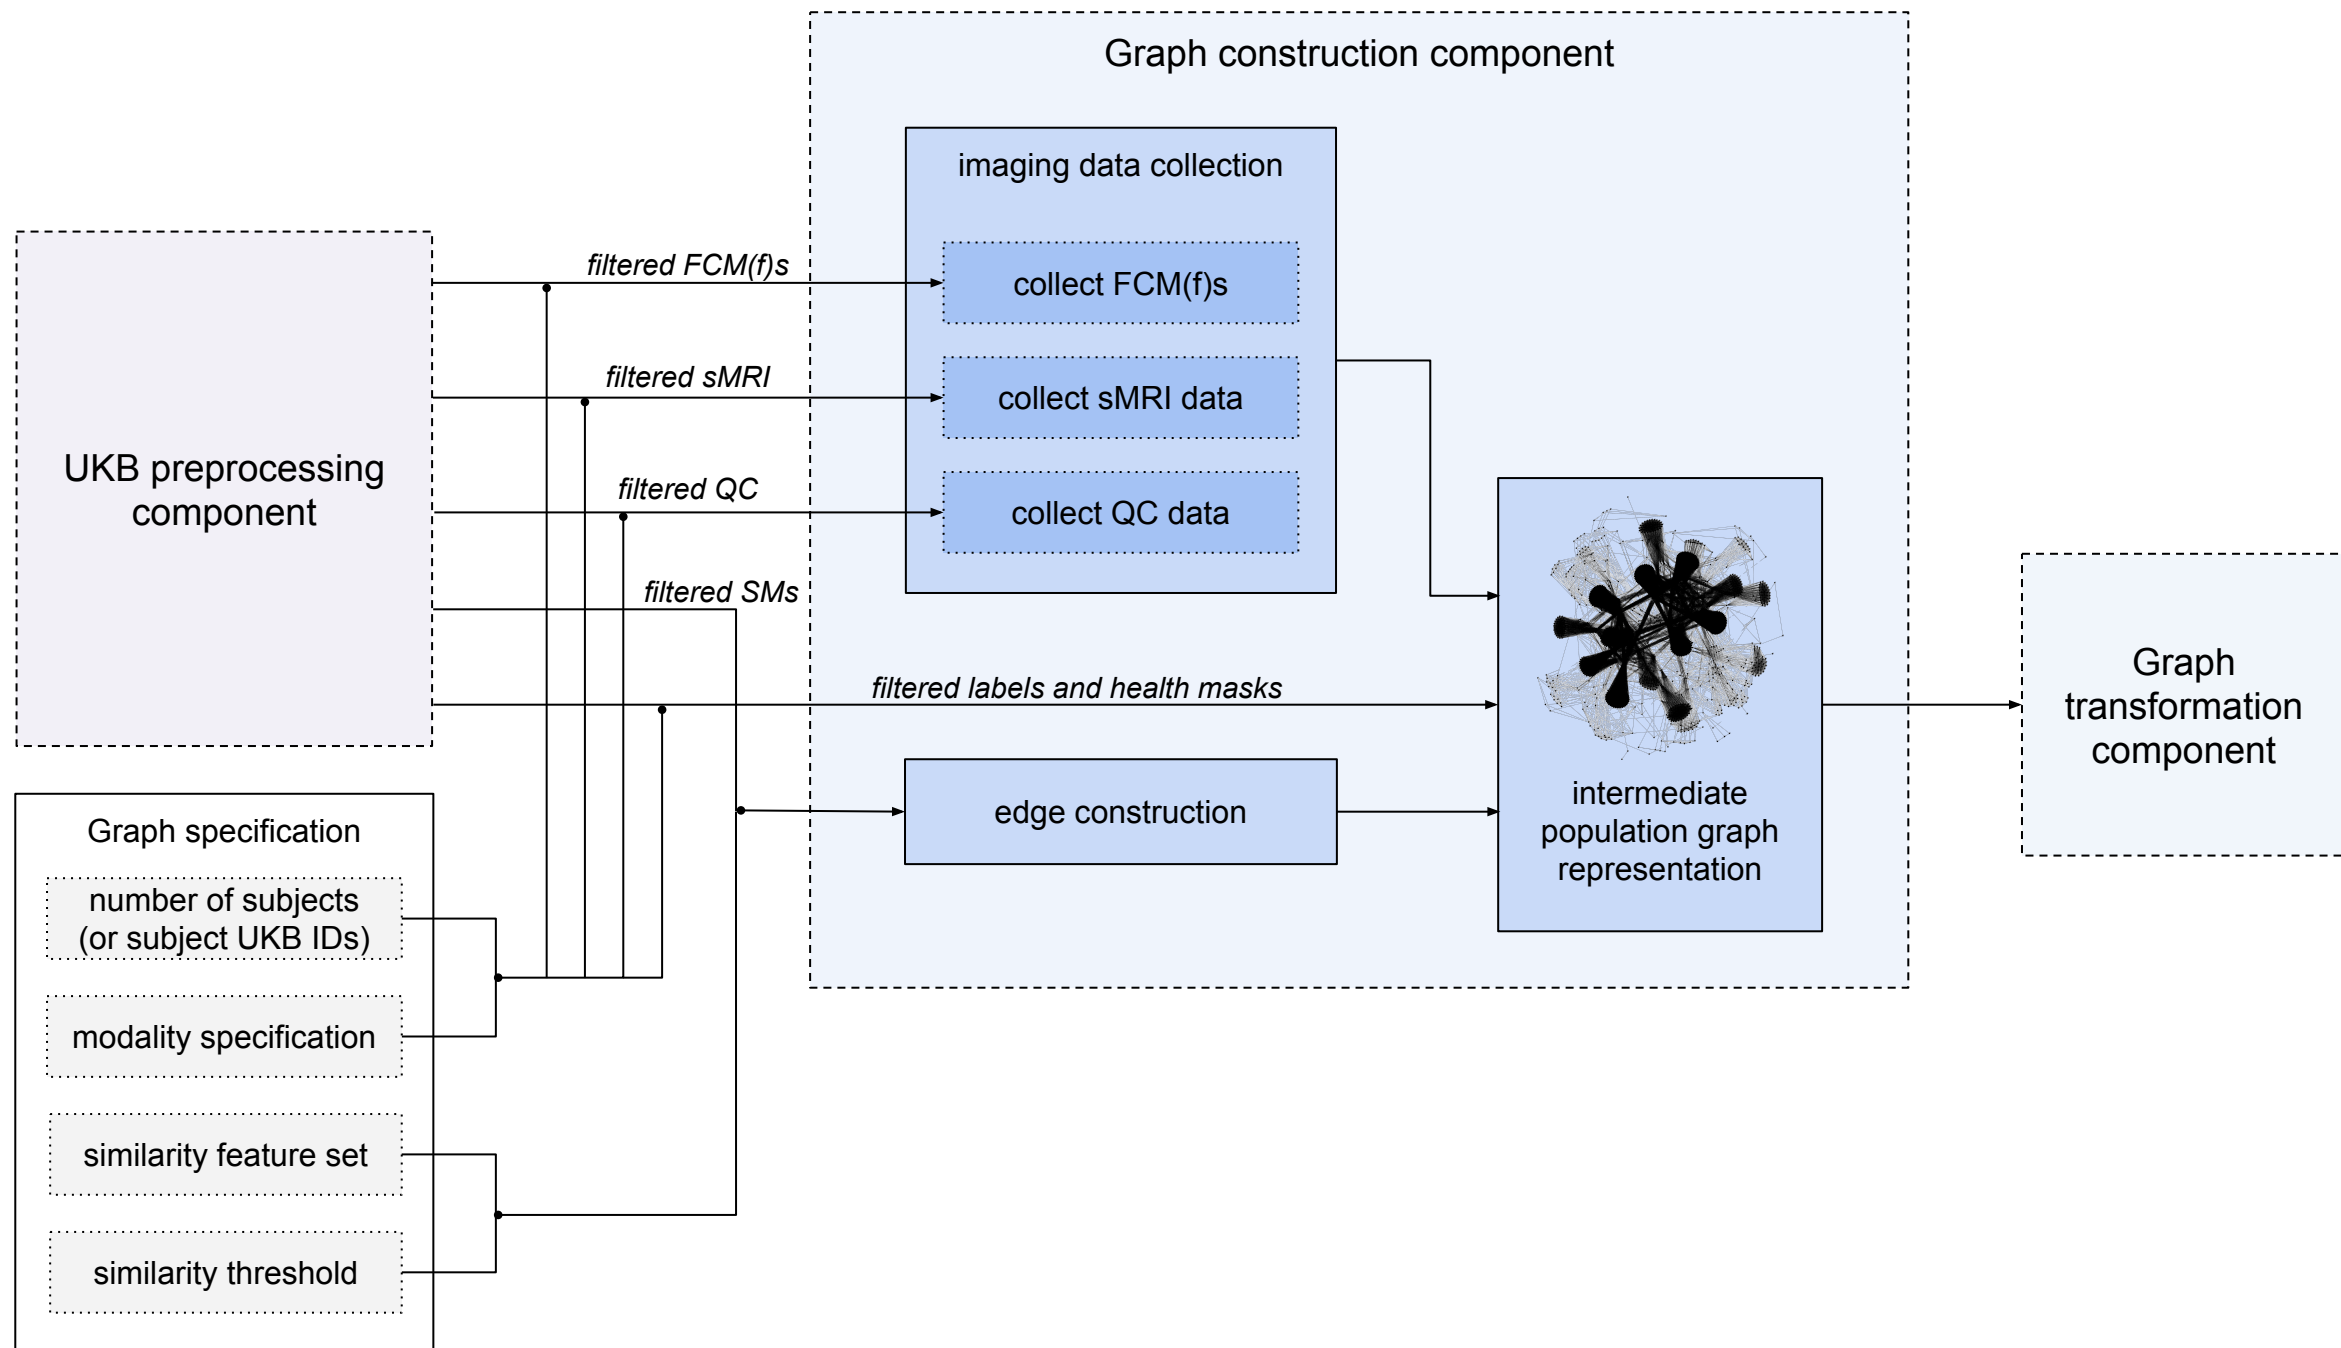 Graph construction component
imaging data collection
filtered FCM(f)s
collect FCM(f)s
filtered sMRI
collect sMRI data
UKB preprocessing
component
filtered QC
collect QC data
filtered SMs
filtered labels and health masks
edge construction
intermediate
population graph
representation
Graph
transformation
component
Graph specification
number of subjects
(or subject UKB IDs)
modality specification
similarity feature set
similarity threshold